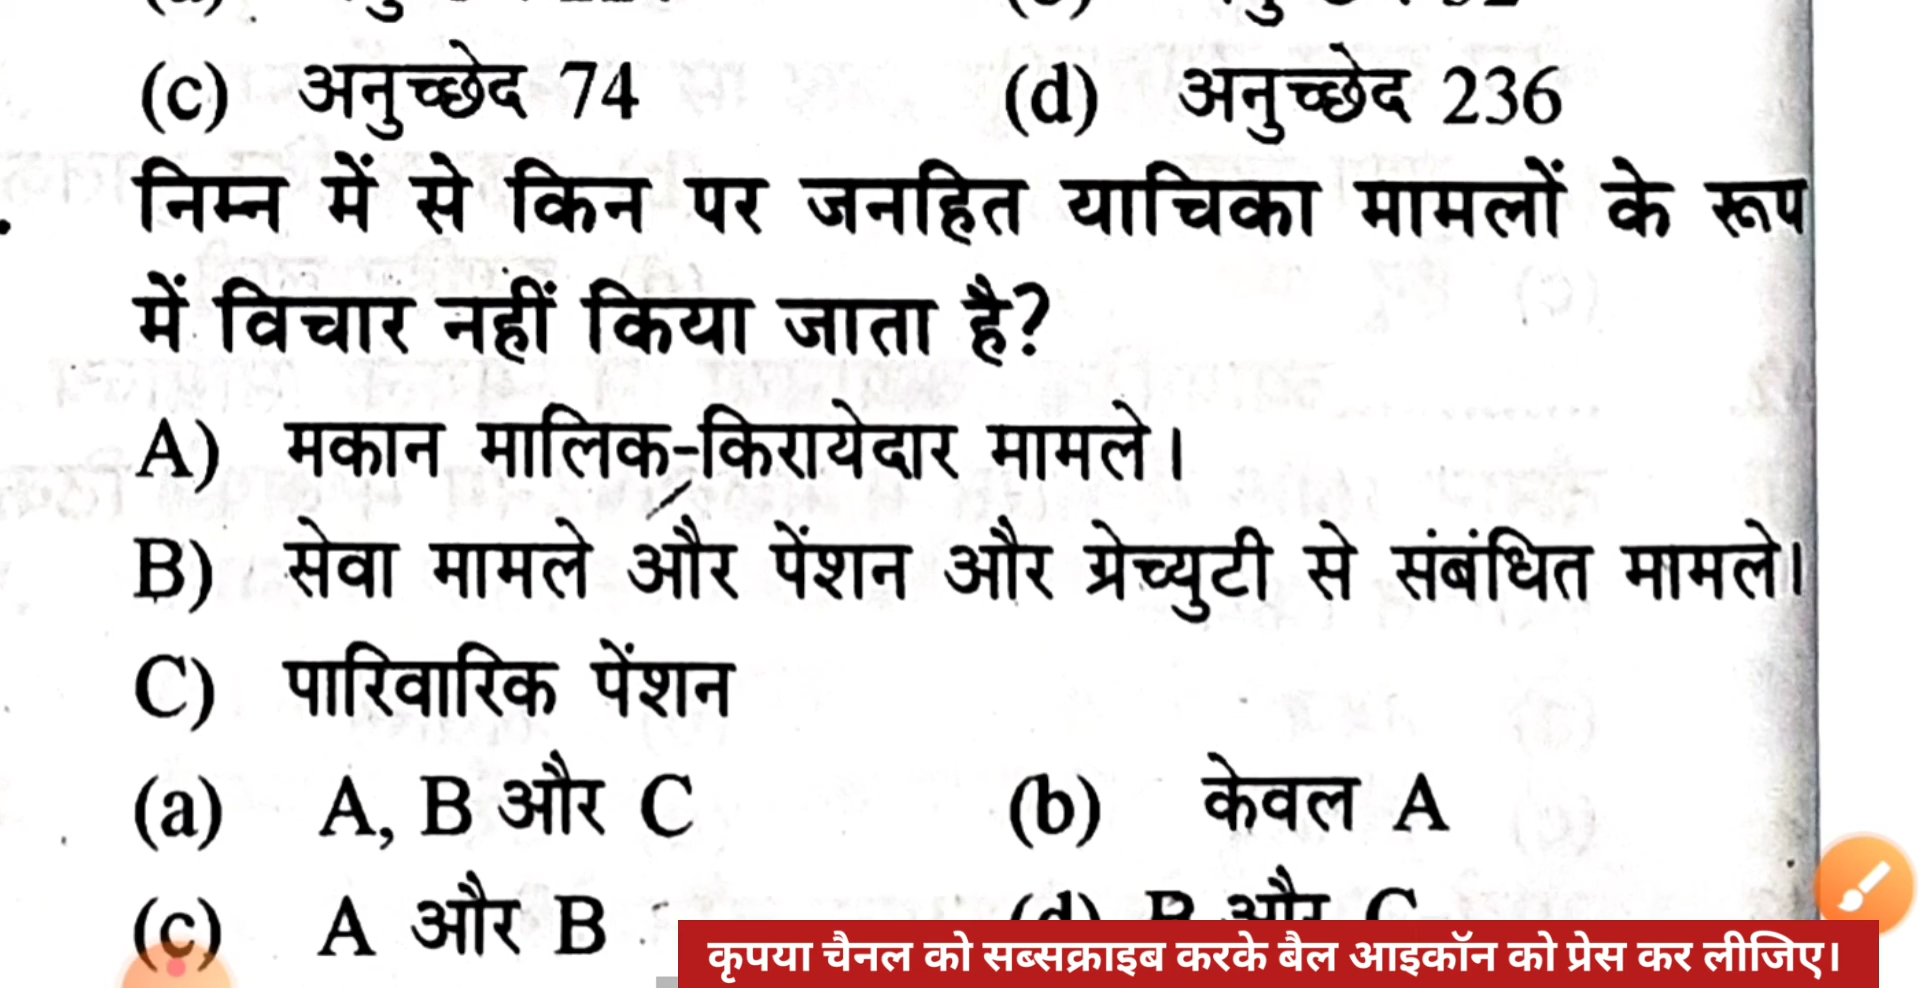 (c) अनुच्छेद 74 (d) अनुच्छेद 236
निम्न में से किन पर जनहित याचिका मामलों के रूप
में विचार नहीं किया जाता है?
A) मकान मालिक-किरायेदार मामले।
B) सेवा मामले और पेंशन और ग्रेच्युटी से संबंधित मामले।
C) पारिवारिक पेंशन
(a) A, B और C (b) केवल A
(c) A और B (d) B और C
कृपया चैनल को सब्सक्राइब करके बैल आइकॉन को प्रेस कर लीजिए।